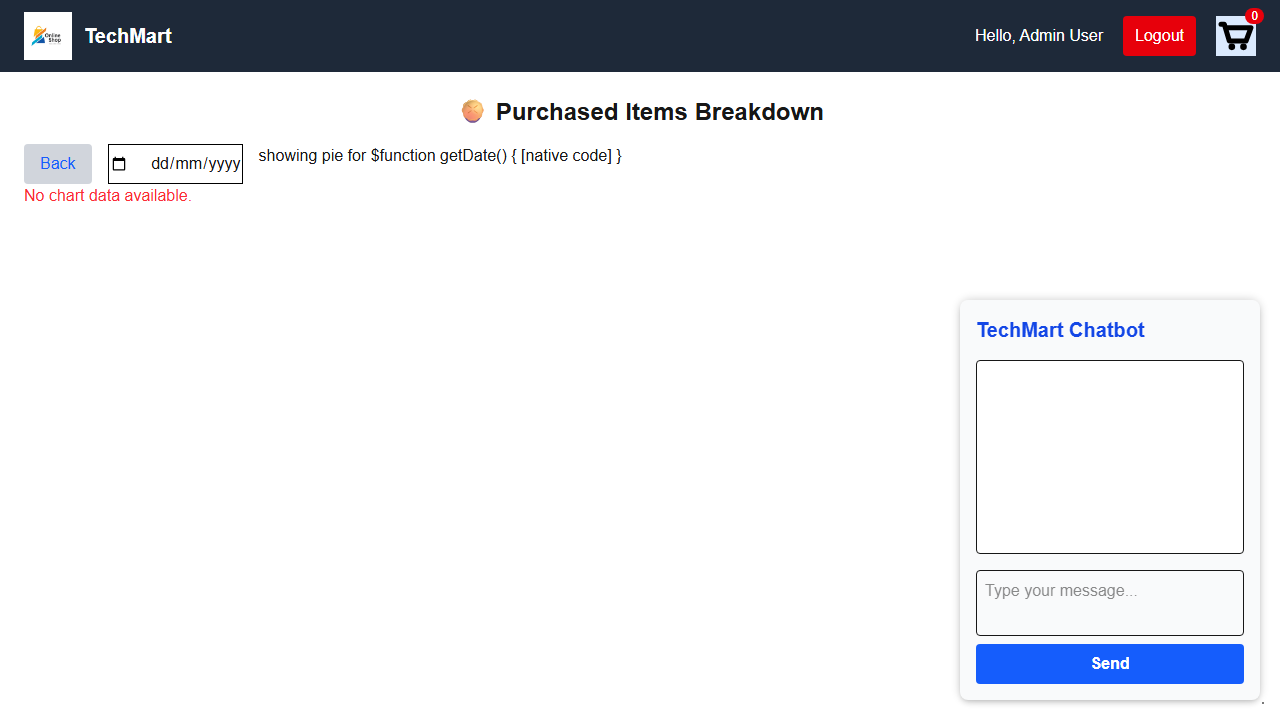 Online
Shop
TechMart
Hello, Admin User
Logout
0
Purchased Items Breakdown
Back
dd/mm/yyyy
showing pie for $function getDate() { [native code] }
No chart data available.
TechMart Chatbot
Type your message...
Send
.